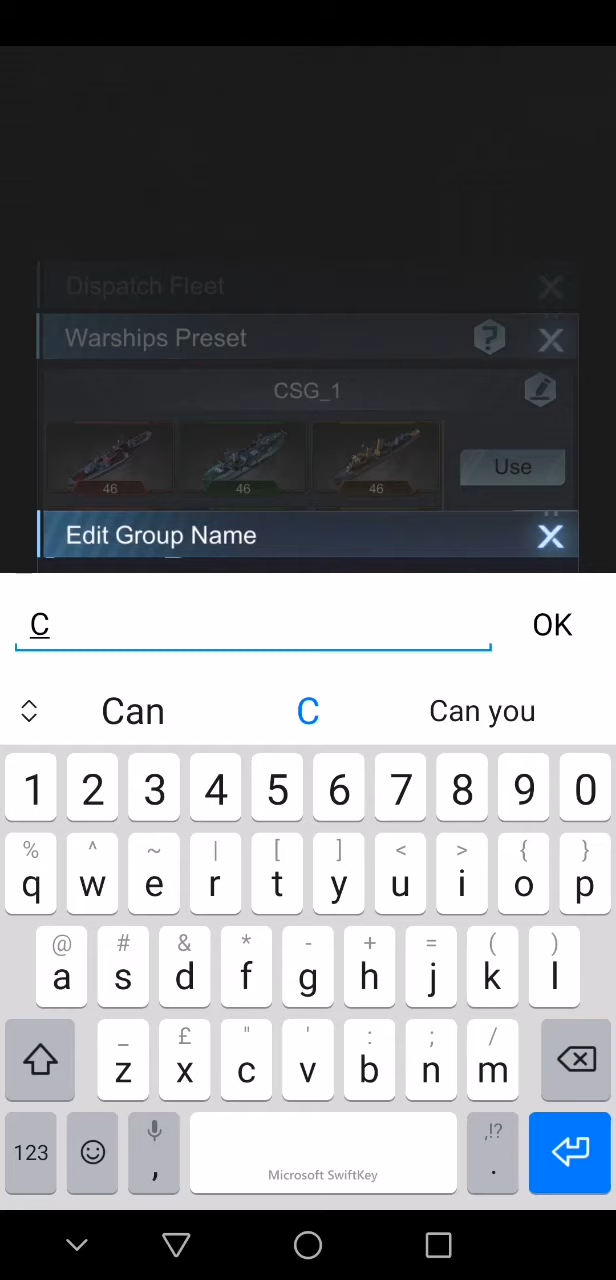 Dispatch Fleet X
Warships Preset ? X
CSG_1
46 46 46 Use
Edit Group Name X
C OK
Can C Can you
1 2 3 4 5 6 7 8 9 0
% ^ ~ | [ ] < > { }
q w e r t y u i o p
@ # & * - + = ( )
a s d f g h j k l
_ £ " ' : ; /
z x c v b n m
,!?
123 , Microsoft SwiftKey .